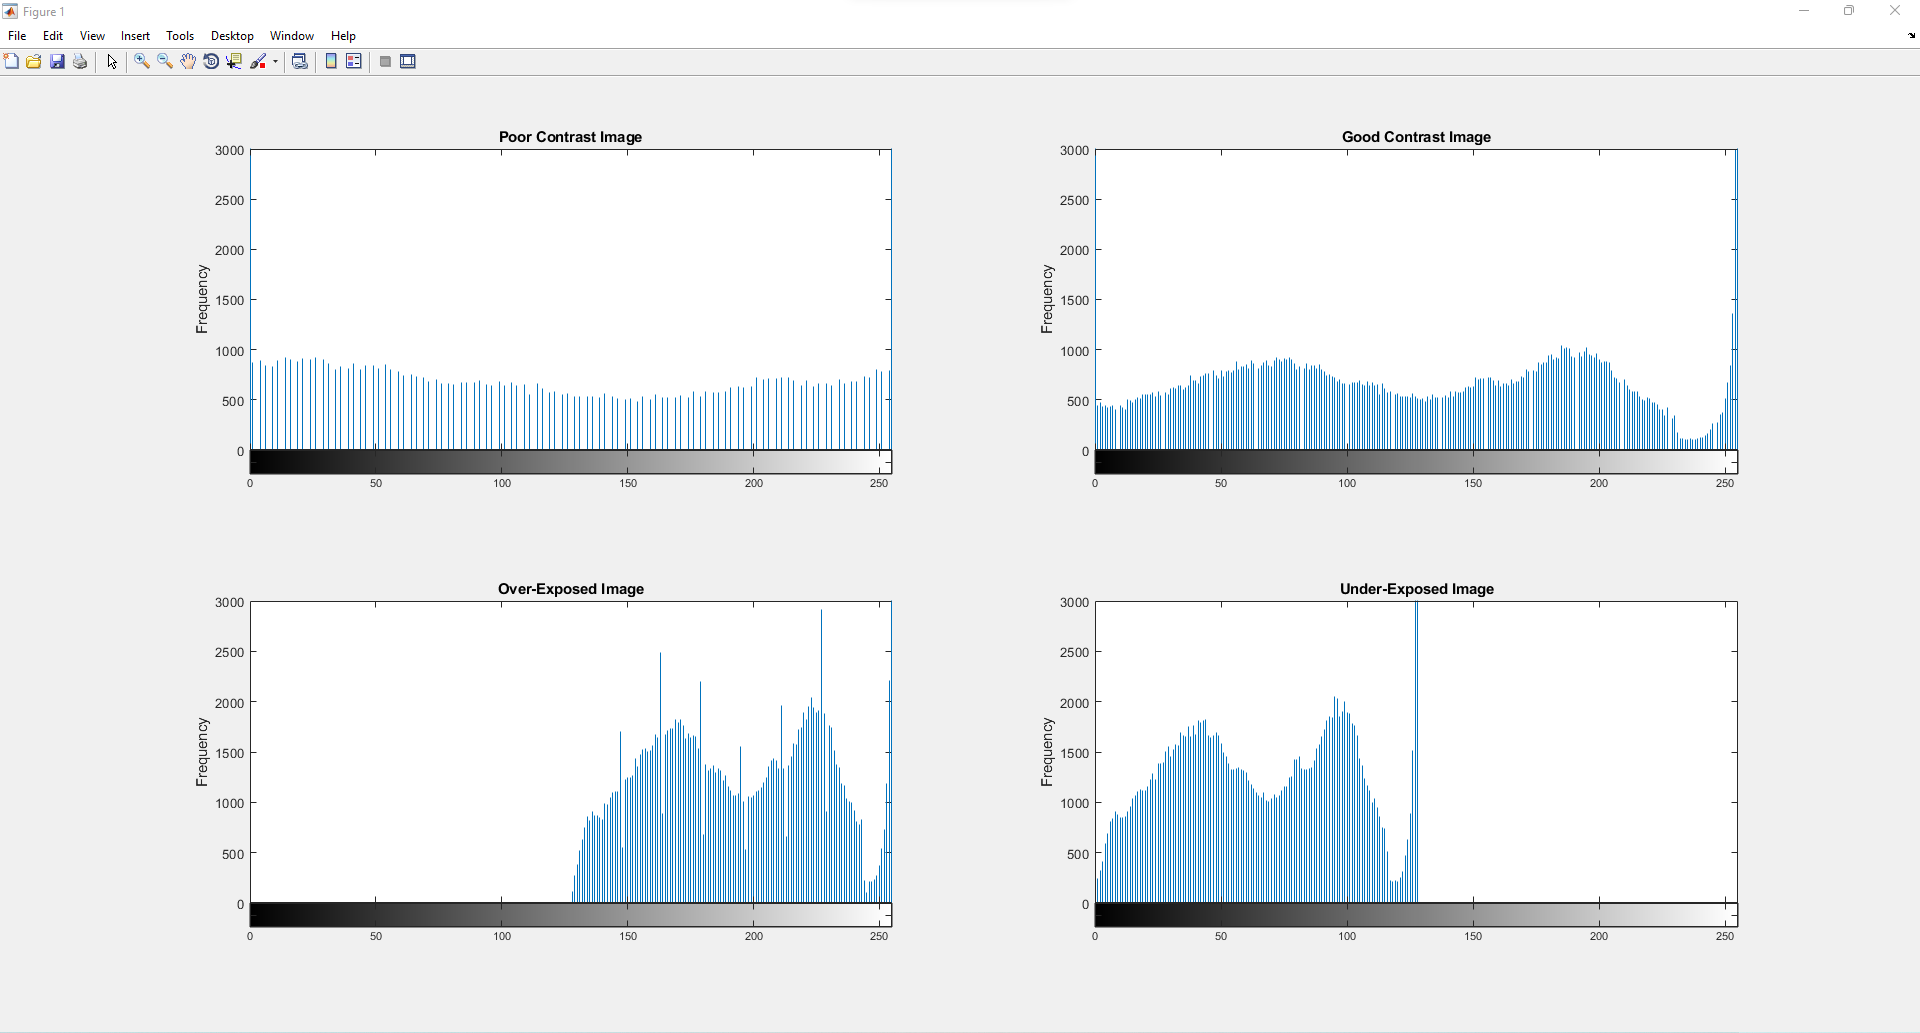 Figure 1
File Edit View Insert Tools Desktop Window Help
Poor Contrast Image
3000
2500
2000
1500
1000
500
0
Frequency
0 50 100 150 200 250
Good Contrast Image
3000
2500
2000
1500
1000
500
0
Frequency
0 50 100 150 200 250
Over-Exposed Image
3000
2500
2000
1500
1000
500
0
Frequency
0 50 100 150 200 250
Under-Exposed Image
3000
2500
2000
1500
1000
500
0
Frequency
0 50 100 150 200 250